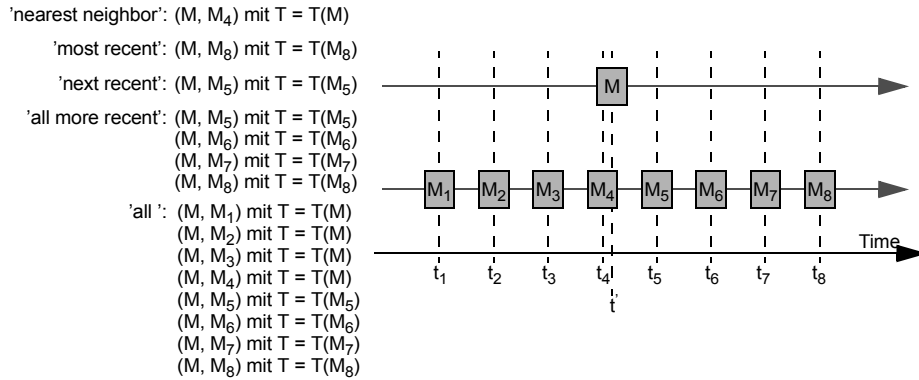 'nearest neighbor': (M, M4) mit T = T(M)
'most recent': (M, M8) mit T = T(M8)
'next recent': (M, M5) mit T = T(M5)
'all more recent': (M, M5) mit T = T(M5)
(M, M6) mit T = T(M6)
(M, M7) mit T = T(M7)
(M, M8) mit T = T(M8)
'all ': (M, M1) mit T = T(M)
(M, M2) mit T = T(M)
(M, M3) mit T = T(M)
(M, M4) mit T = T(M)
(M, M5) mit T = T(M5)
(M, M6) mit T = T(M6)
(M, M7) mit T = T(M7)
(M, M8) mit T = T(M8)
M
M1 M2 M3 M4 M5 M6 M7 M8
Time
t1 t2 t3 t4 t5 t6 t7 t8
t'